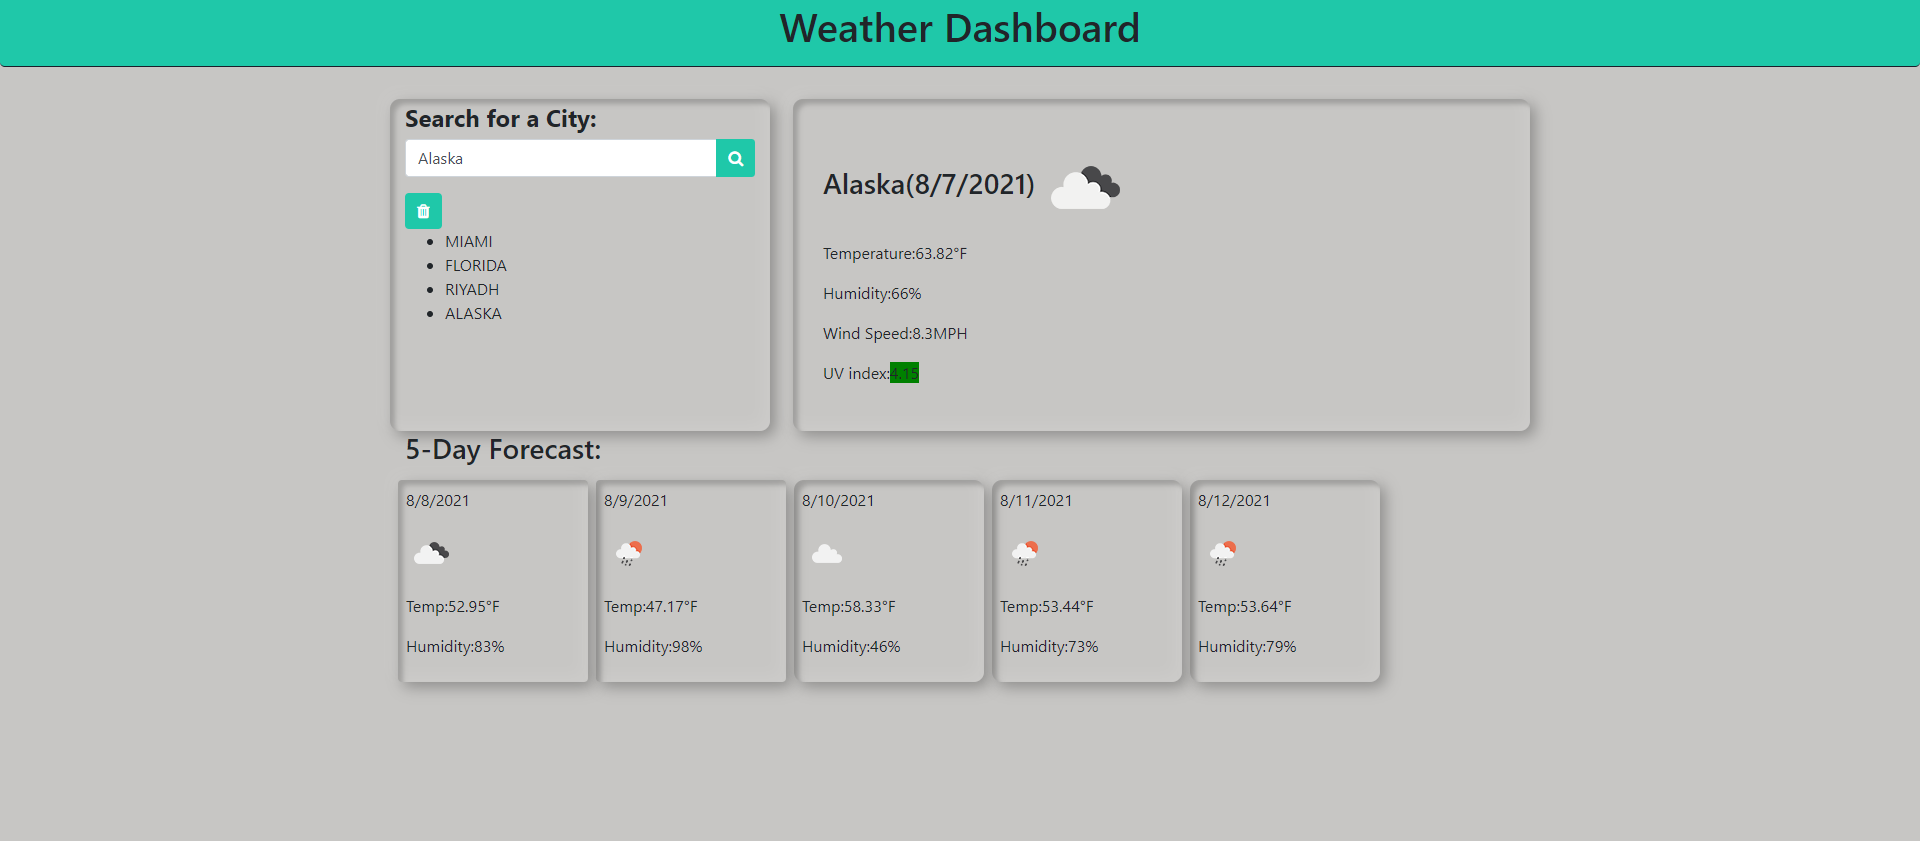 Weather Dashboard
Search for a City:
Alaska
MIAMI
FLORIDA
RIYADH
ALASKA
Alaska(8/7/2021)
Temperature:63.82°F
Humidity:66%
Wind Speed:8.3MPH
UV index:4.15
5-Day Forecast:
8/8/2021
Temp:52.95°F
Humidity:83%
8/9/2021
Temp:47.17°F
Humidity:98%
8/10/2021
Temp:58.33°F
Humidity:46%
8/11/2021
Temp:53.44°F
Humidity:73%
8/12/2021
Temp:53.64°F
Humidity:79%